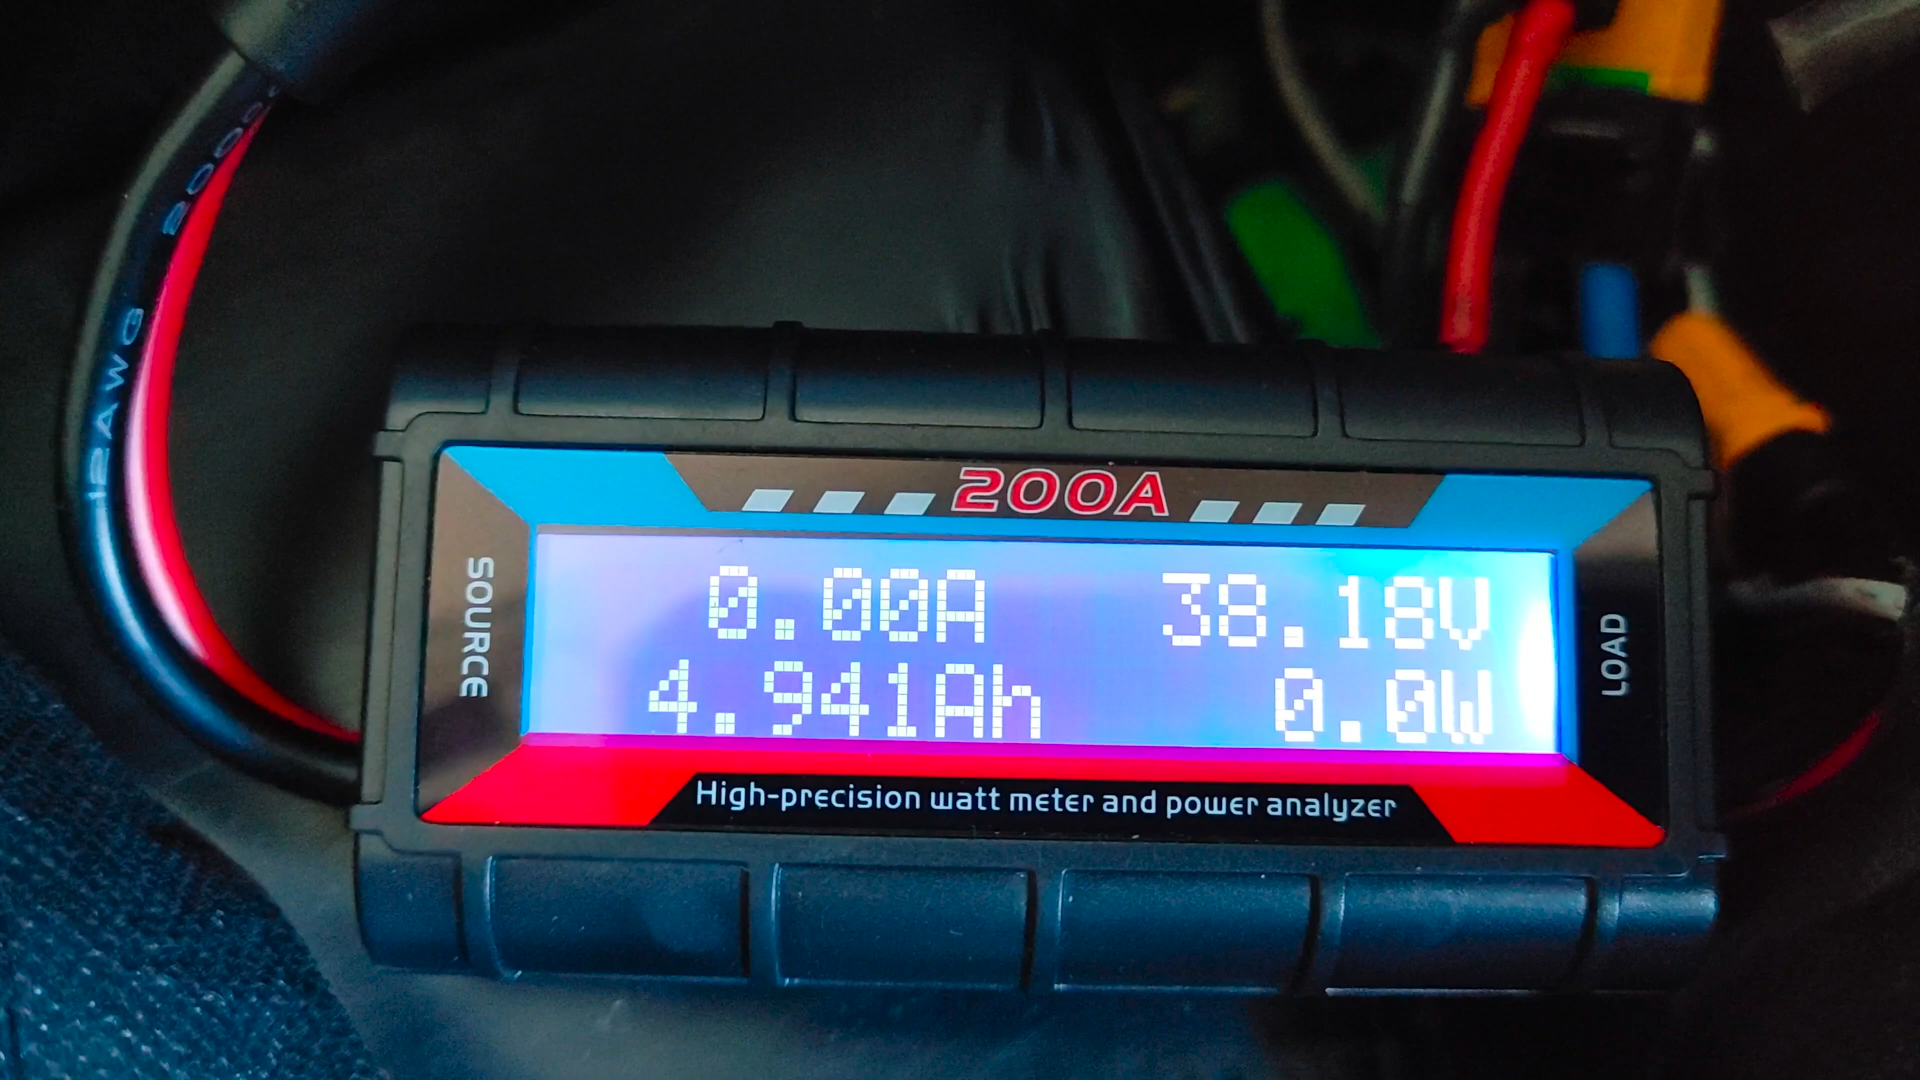 200A
SOURCE
0.00A 38.18V
4.941Ah 0.0W
LOAD
High-precision watt meter and power analyzer
12AWG 200